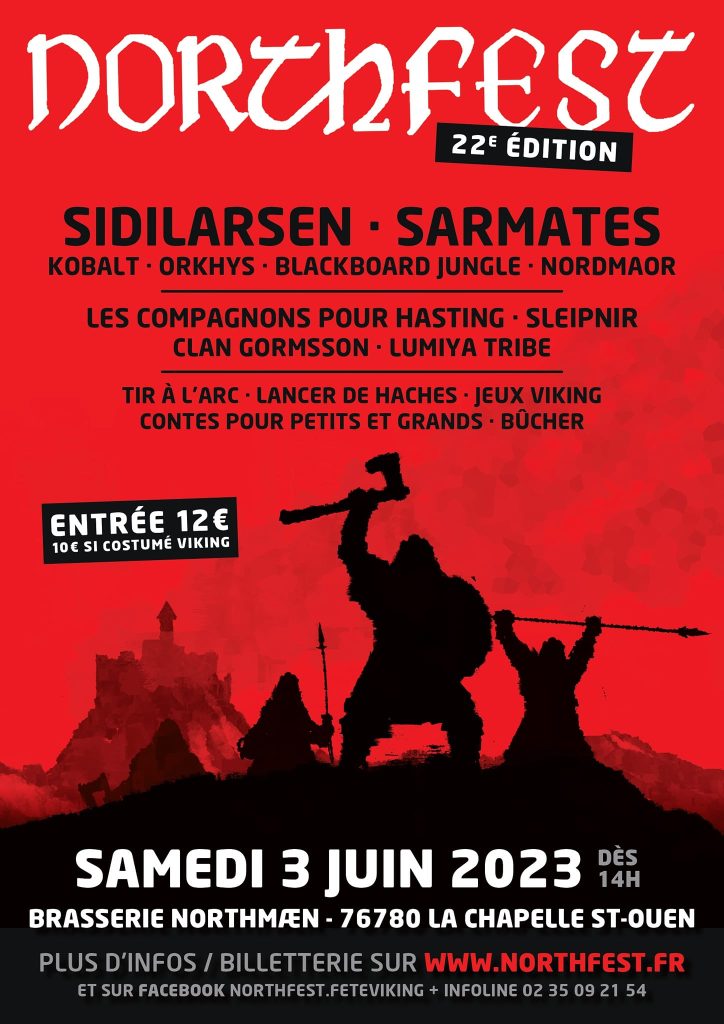 NORTHFEST
22E ÉDITION
SIDILARSEN · SARMATES
KOBALT · ORKHYS · BLACKBOARD JUNGLE · NORDMAOR
LES COMPAGNONS POUR HASTING · SLEIPNIR
CLAN GORMSSON · LUMIYA TRIBE
TIR À L'ARC · LANCER DE HACHES · JEUX VIKING
CONTES POUR PETITS ET GRANDS · BÛCHER
ENTRÉE 12€
10€ SI COSTUMÉ VIKING
SAMEDI 3 JUIN 2023 DÈS 14H
BRASSERIE NORTHMÆN - 76780 LA CHAPELLE ST-OUEN
PLUS D'INFOS / BILLETTERIE SUR WWW.NORTHFEST.FR
ET SUR FACEBOOK NORTHFEST.FETEVIKING + INFOLINE 02 35 09 21 54